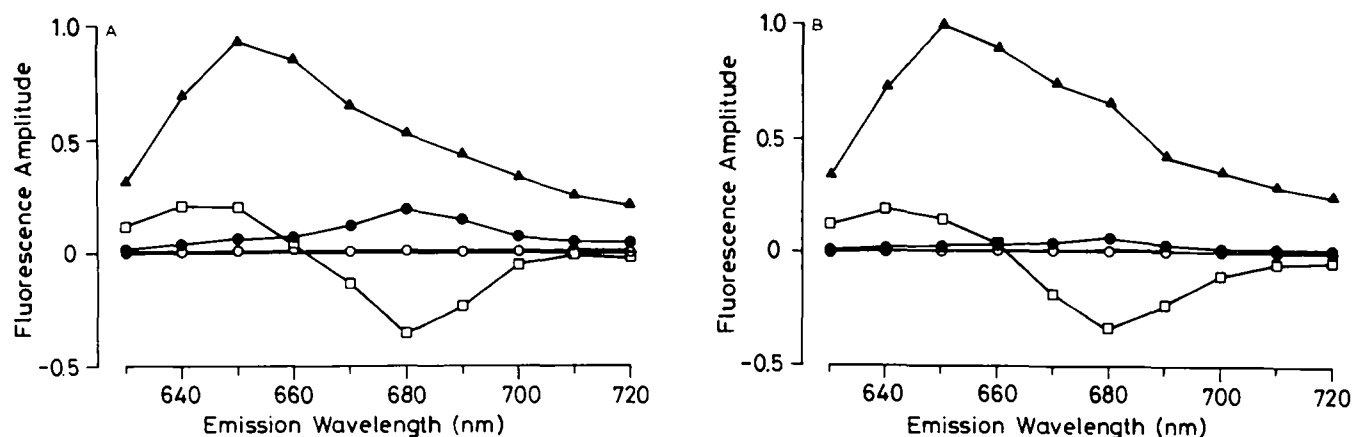 A
Fluorescence Amplitude
1.0
0.5
0
-0.5
640 660 680 700 720
Emission Wavelength (nm)
B
Fluorescence Amplitude
1.0
0.5
0
-0.5
640 660 680 700 720
Emission Wavelength (nm)